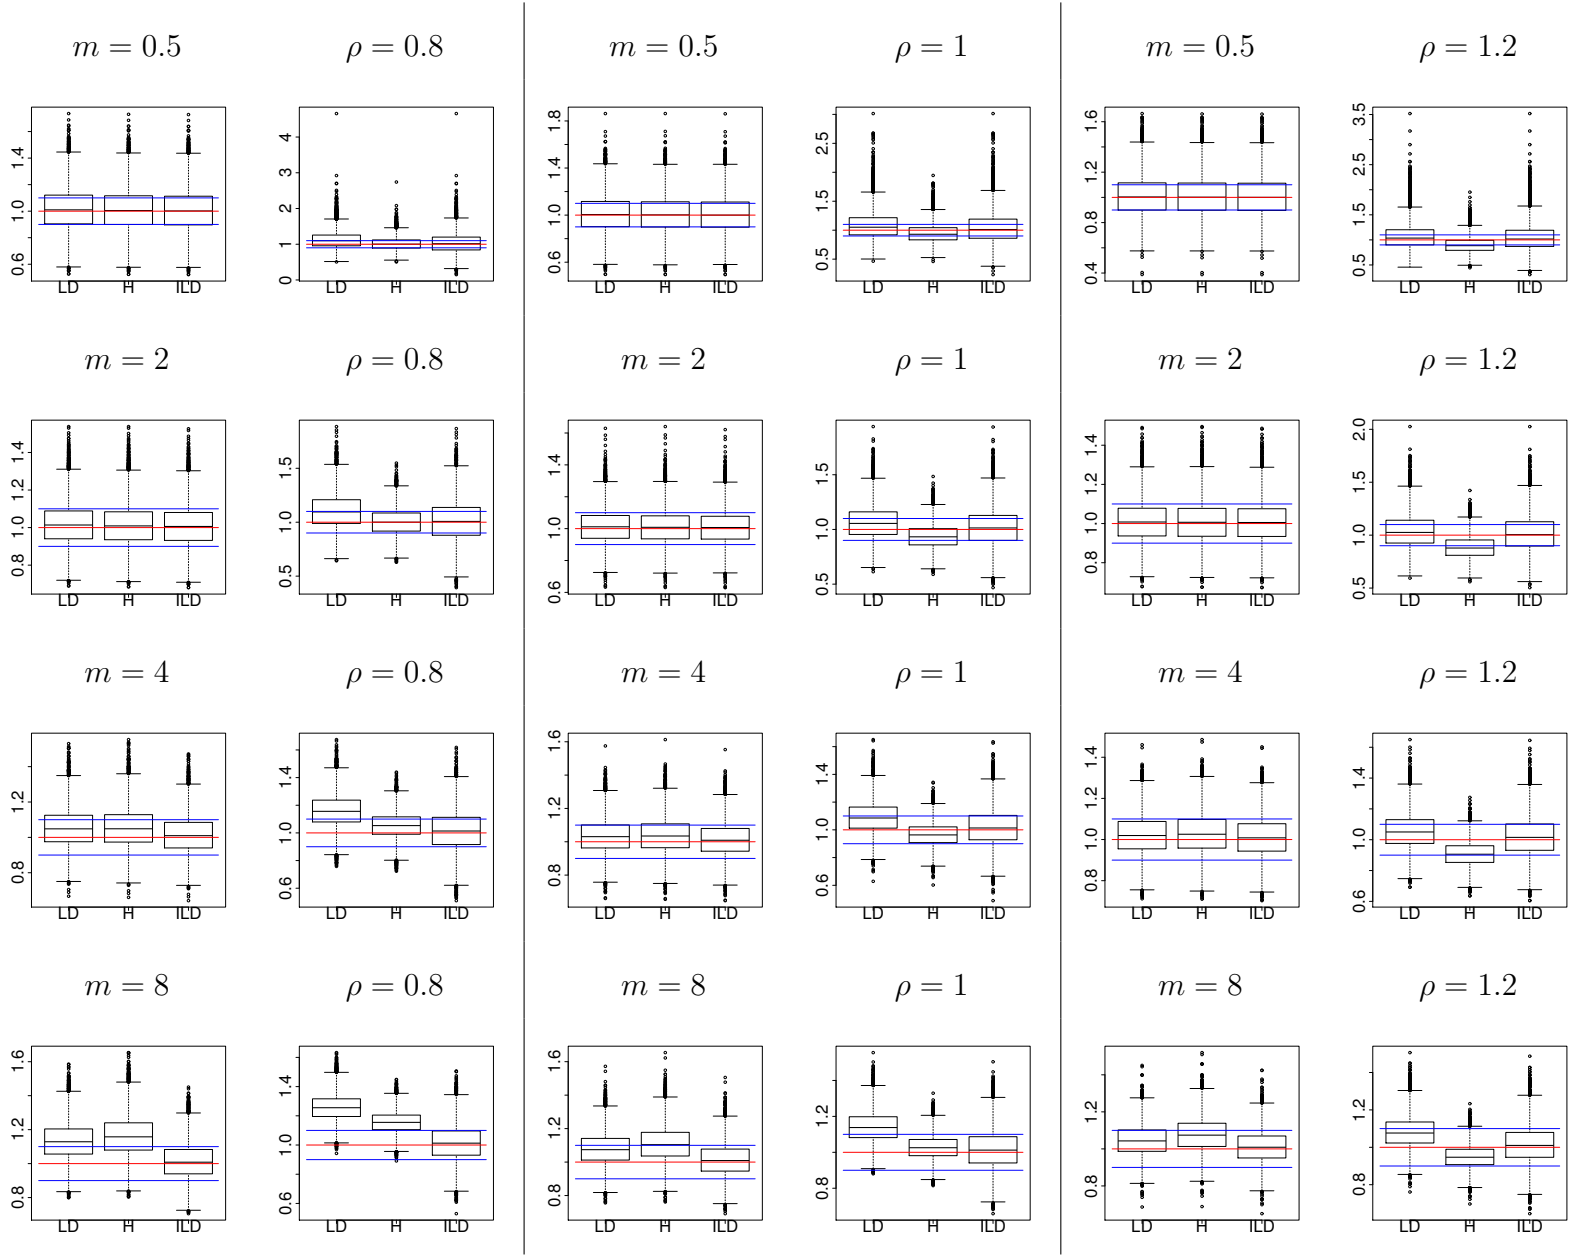 m = 0.5 ρ = 0.8 m = 0.5 ρ = 1 m = 0.5 ρ = 1.2
0.6 1.0 1.4 0 1 2 3 4 0.6 1.0 1.4 1.8 0.5 1.5 2.5 0.4 0.8 1.2 1.6 0.5 1.5 2.5 3.5
LD H ILD LD H ILD LD H ILD LD H ILD LD H ILD LD H ILD
m = 2 ρ = 0.8 m = 2 ρ = 1 m = 2 ρ = 1.2
0.8 1.0 1.2 1.4 0.5 1.0 1.5 0.6 1.0 1.4 0.5 1.0 1.5 0.8 1.0 1.2 1.4 0.5 1.0 1.5 2.0
LD H ILD LD H ILD LD H ILD LD H ILD LD H ILD LD H ILD
m = 4 ρ = 0.8 m = 4 ρ = 1 m = 4 ρ = 1.2
0.8 1.2 0.6 1.0 1.4 0.8 1.2 1.6 0.6 1.0 1.4 0.8 1.0 1.2 1.4 0.6 1.0 1.4
LD H ILD LD H ILD LD H ILD LD H ILD LD H ILD LD H ILD
m = 8 ρ = 0.8 m = 8 ρ = 1 m = 8 ρ = 1.2
0.8 1.2 1.6 0.6 1.0 1.4 0.8 1.2 1.6 0.8 1.2 0.8 1.2 0.8 1.2
LD H ILD LD H ILD LD H ILD LD H ILD LD H ILD LD H ILD